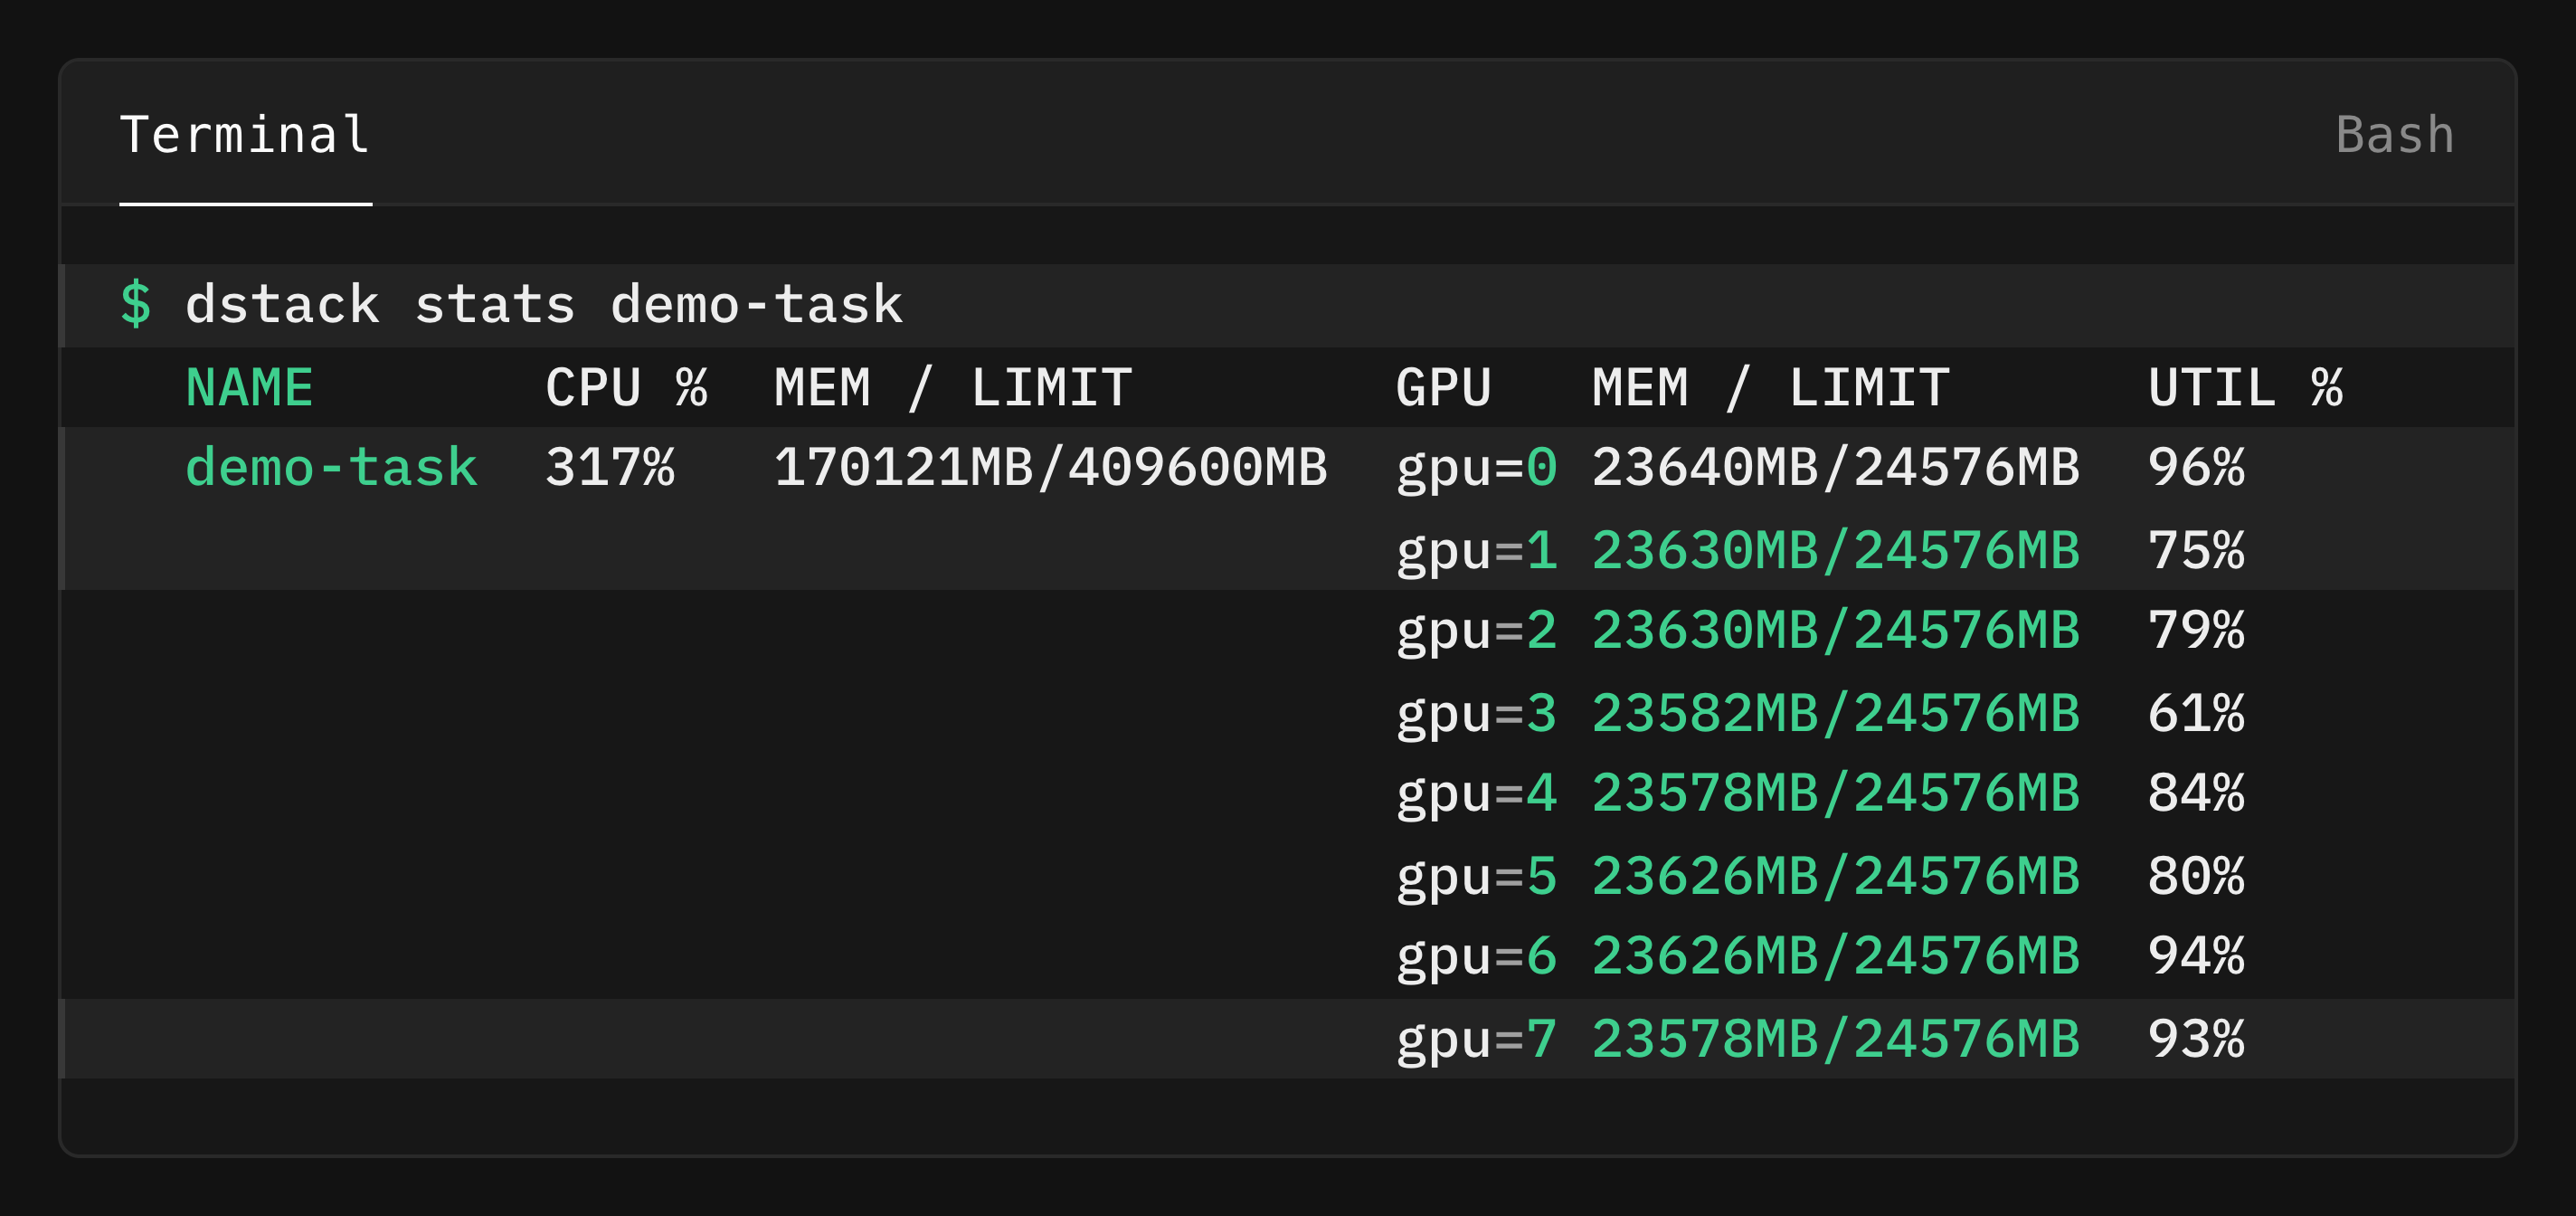 Terminal Bash
$ dstack stats demo-task
NAME CPU % MEM / LIMIT GPU MEM / LIMIT UTIL %
demo-task 317% 170121MB/409600MB gpu=0 23640MB/24576MB 96%
gpu=1 23630MB/24576MB 75%
gpu=2 23630MB/24576MB 79%
gpu=3 23582MB/24576MB 61%
gpu=4 23578MB/24576MB 84%
gpu=5 23626MB/24576MB 80%
gpu=6 23626MB/24576MB 94%
gpu=7 23578MB/24576MB 93%